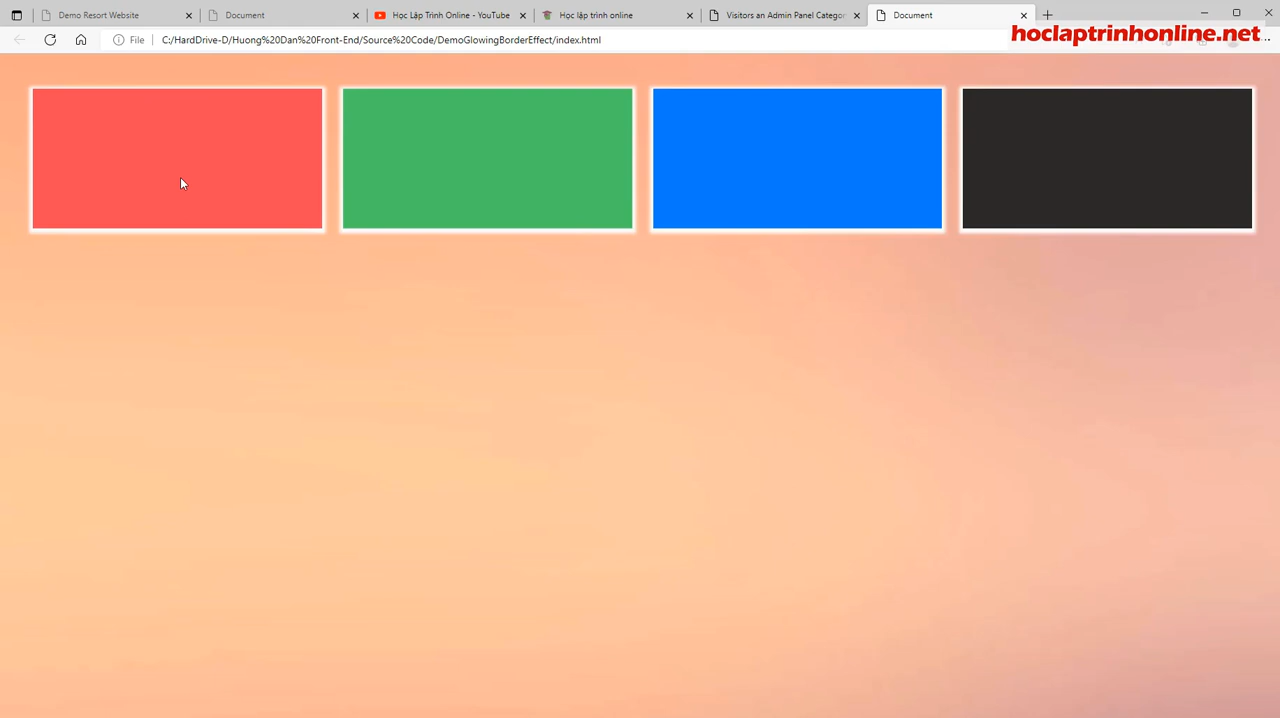 Demo Resort Website
Document
Học Lập Trình Online - YouTube
Học lập trình online
Visitors an Admin Panel Categor
Document
File
C:/HardDrive-D/Huong%20Dan%20Front-End/Source%20Code/DemoGlowingBorderEffect/index.html
hoclaptrinhonline.net